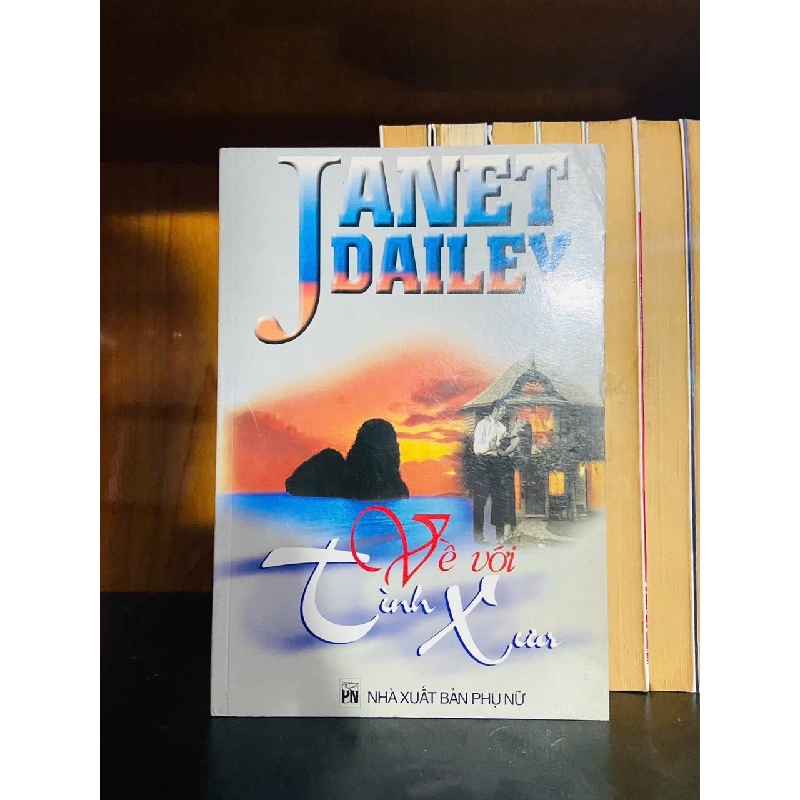 JANET
DAILEY
Về với
tình Xưa
PN NHÀ XUẤT BẢN PHỤ NỮ